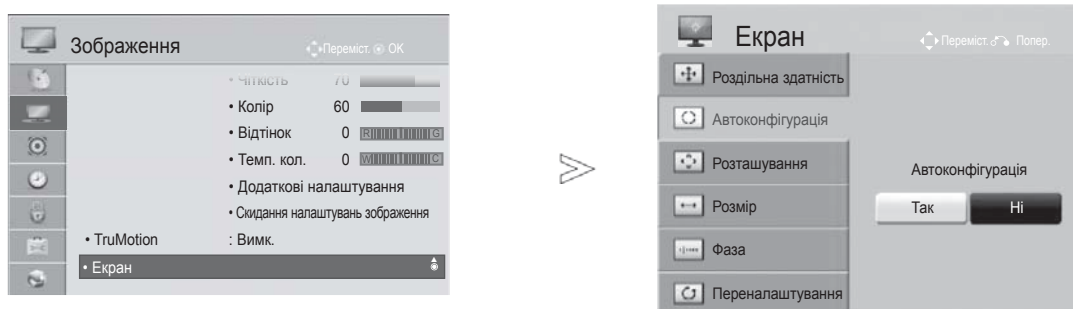 Зображення
Переміст. OK
• Чіткість 70
• Колір 60
• Відтінок 0 R G
• Темп. кол. 0 W C
• Додаткові налаштування
• Скидання налаштувань зображення
• TruMotion : Вимк.
• Екран
Екран
Переміст. Попер.
Роздільна здатність
Автоконфігурація
Розташування
Розмір
Фаза
Переналаштування
Автоконфігурація
Так Ні